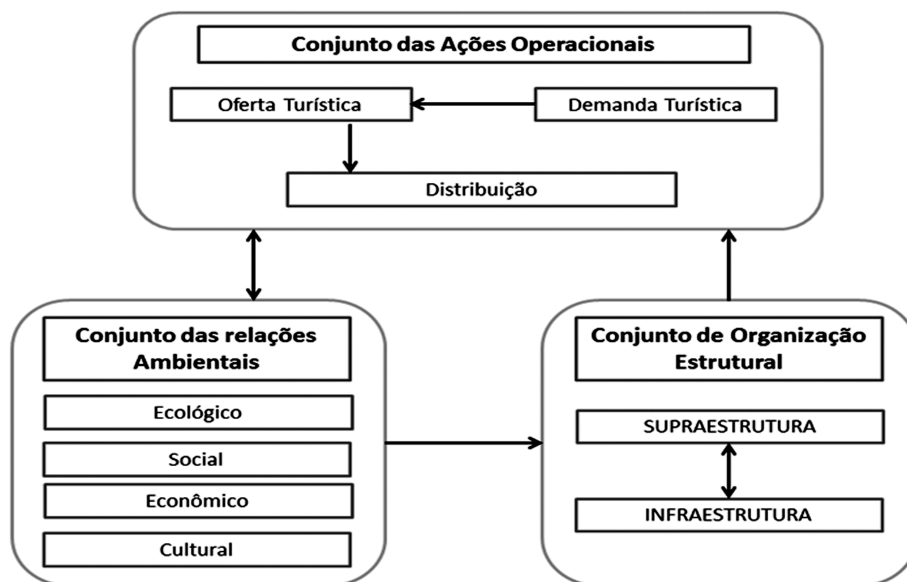 Conjunto das Ações Operacionais
Oferta Turística
Demanda Turística
Distribuição
Conjunto das relações
Ambientais
Ecológico
Social
Econômico
Cultural
Conjunto de Organização
Estrutural
SUPRAESTRUTURA
INFRAESTRUTURA